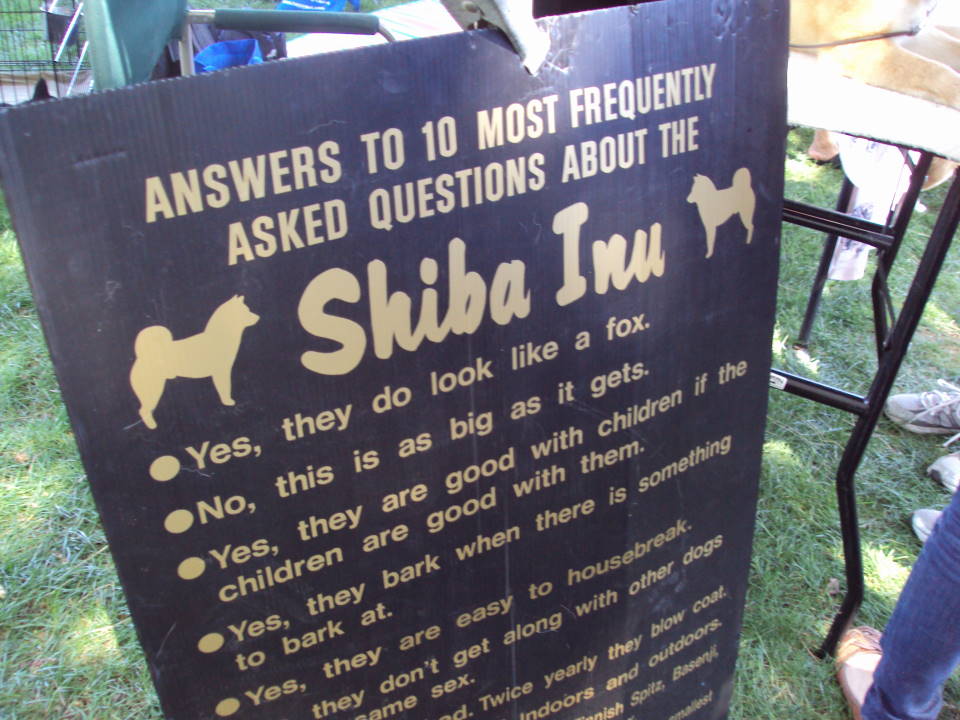 ANSWERS TO 10 MOST FREQUENTLY
ASKED QUESTIONS ABOUT THE
Shiba Inu
●Yes, they do look like a fox.
●No, this is as big as it gets.
●Yes, they are good with children if the
children are good with them.
●Yes, they bark when there is something
to bark at.
●Yes, they are easy to housebreak.
they don't get along with other dogs
same sex.
Twice yearly they blow coat.
Indoors and outdoors.
Spitz, Basenji,
smallest